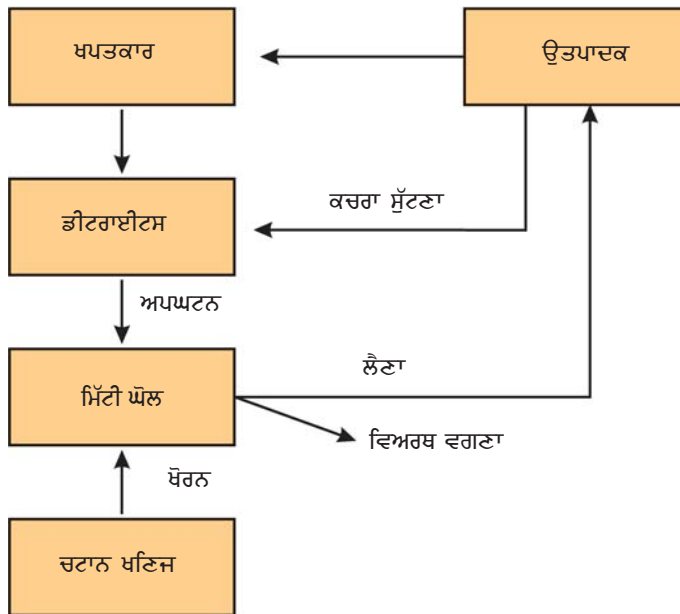 ਖਪਤਕਾਰ
ਉਤਪਾਦਕ
ਕਚਰਾ ਸੁੱਟਣਾ
ਡੀਟਰਾਈਟਸ
ਅਪਘਟਨ
ਲੈਣਾ
ਮਿੱਟੀ ਘੋਲ
ਵਿਅਰਥ ਵਗਣਾ
ਖੋਰਨ
ਚਟਾਨ ਖਣਿਜ